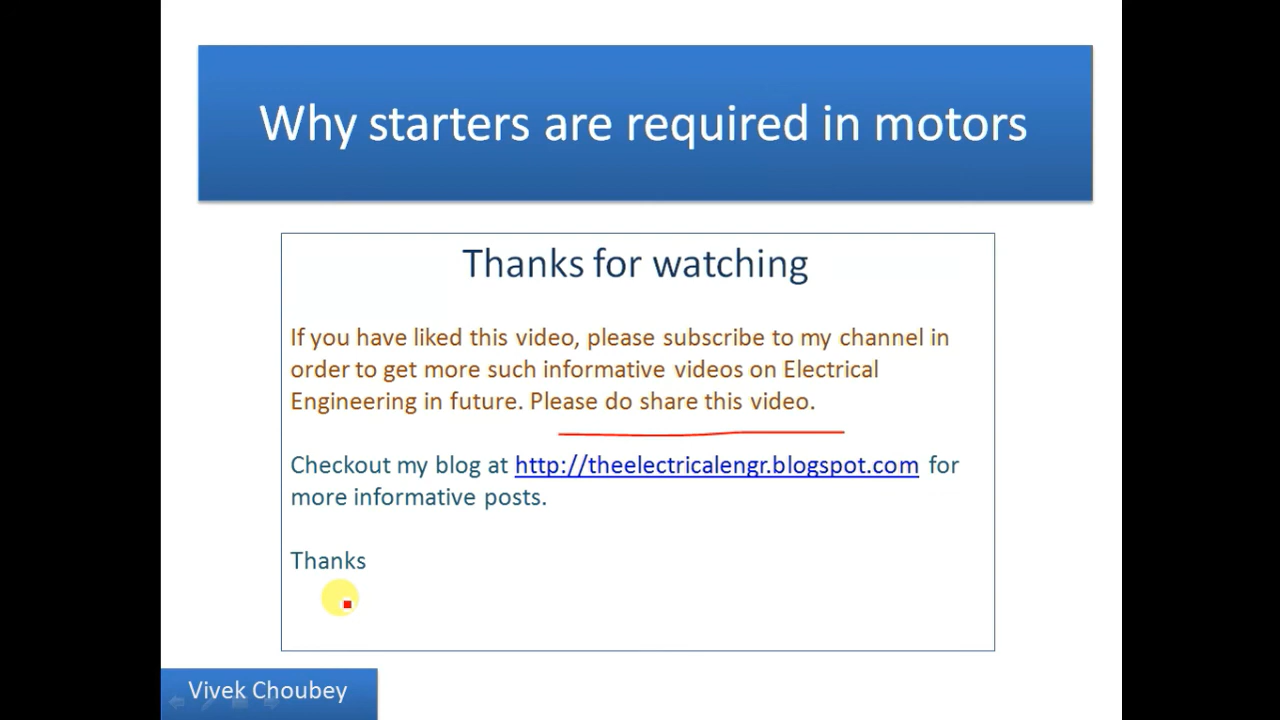 Why starters are required in motors
Thanks for watching
If you have liked this video, please subscribe to my channel in
order to get more such informative videos on Electrical
Engineering in future. Please do share this video.
Checkout my blog at http://theelectricalengr.blogspot.com for
more informative posts.
Thanks
Vivek Choubey